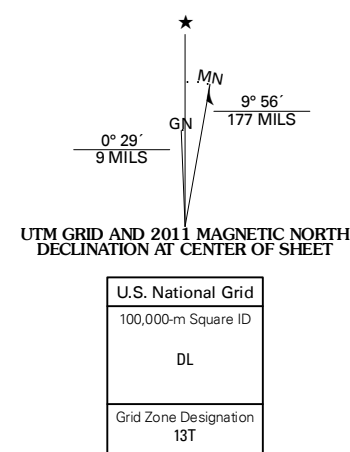 ★
MN
GN
9° 56´
177 MILS
0° 29´
9 MILS
UTM GRID AND 2011 MAGNETIC NORTH
DECLINATION AT CENTER OF SHEET
U.S. National Grid
100,000-m Square ID
DL
Grid Zone Designation
13T